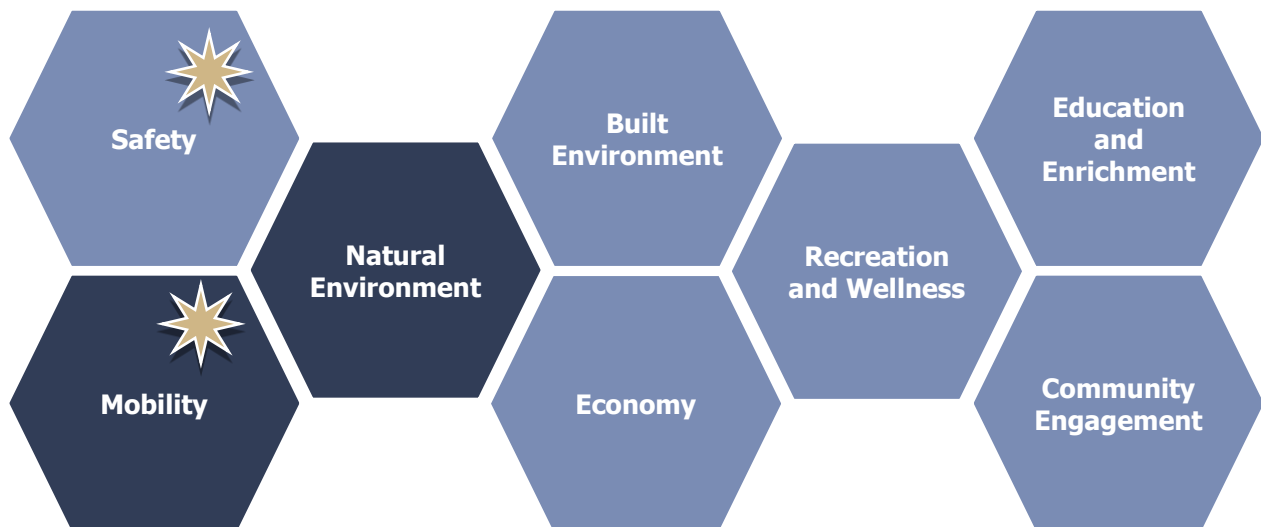 Safety
Mobility
Natural
Environment
Built
Environment
Economy
Recreation
and Wellness
Education
and
Enrichment
Community
Engagement